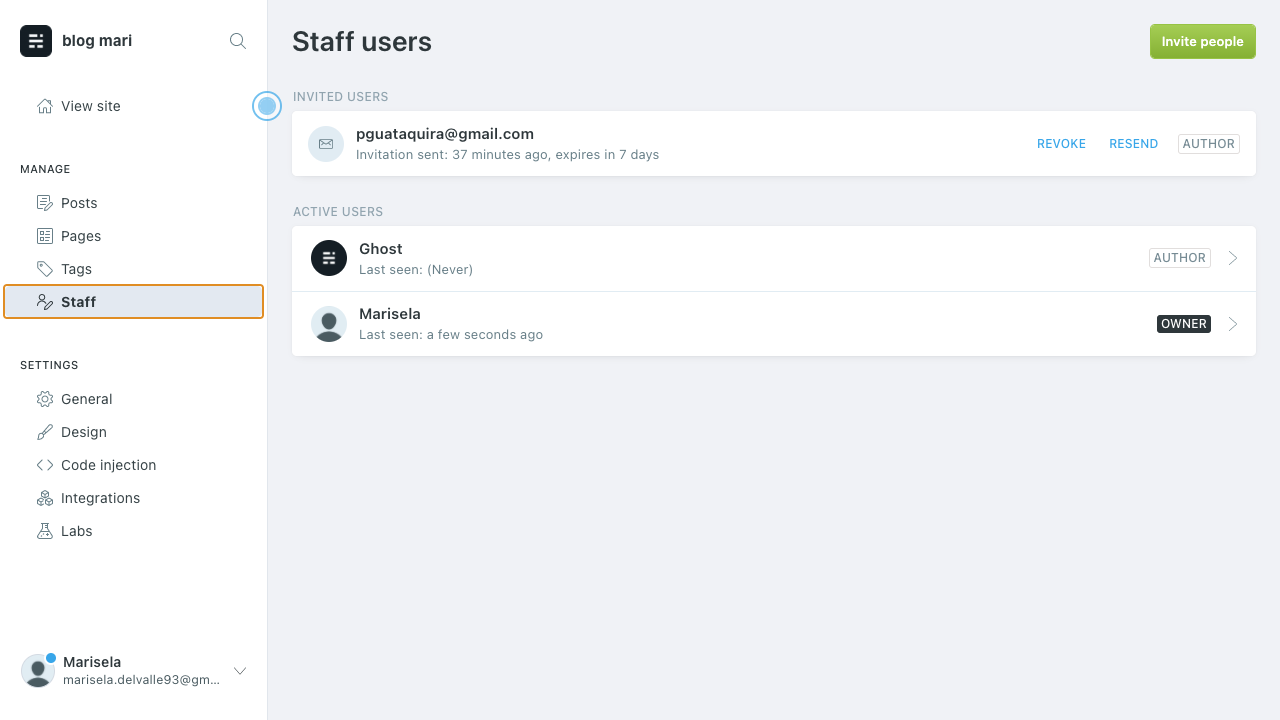 blog mari
View site
MANAGE
Posts
Pages
Tags
Staff
SETTINGS
General
Design
Code injection
Integrations
Labs
Marisela
marisela.delvalle93@gm...
Staff users
Invite people
INVITED USERS
pguataquira@gmail.com
Invitation sent: 37 minutes ago, expires in 7 days
REVOKE RESEND AUTHOR
ACTIVE USERS
Ghost
Last seen: (Never)
AUTHOR
Marisela
Last seen: a few seconds ago
OWNER